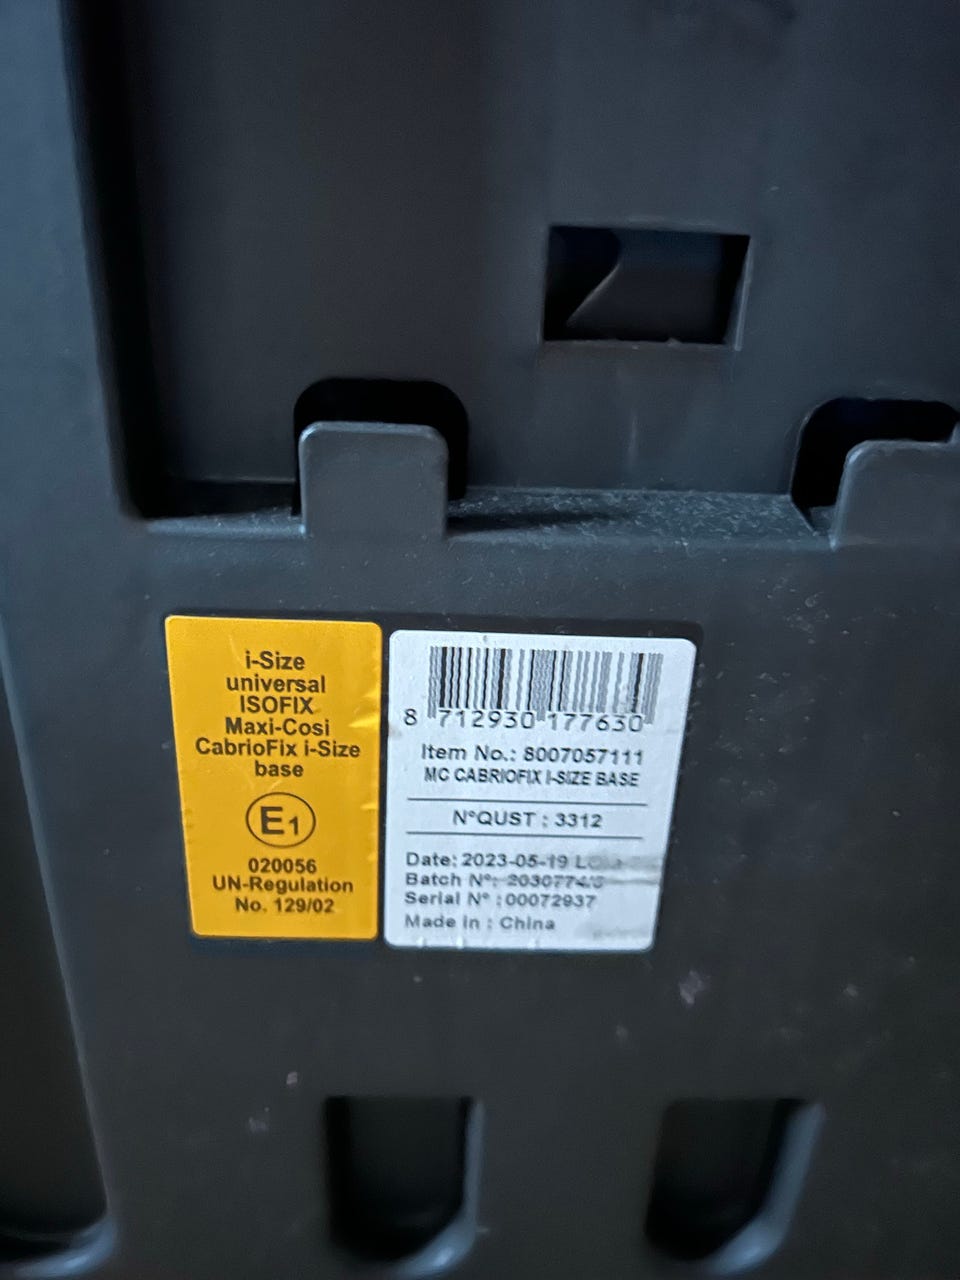 i-Size
universal
ISOFIX
Maxi-Cosi
CabrioFix i-Size
base
E1
020056
UN-Regulation
No. 129/02
8 712930 177630
Item No.: 8007057111
MC CABRIOFIX I-SIZE BASE
N°QUST : 3312
Date: 2023-05-19
Batch N°:
Serial N° :00072937
Made in : China